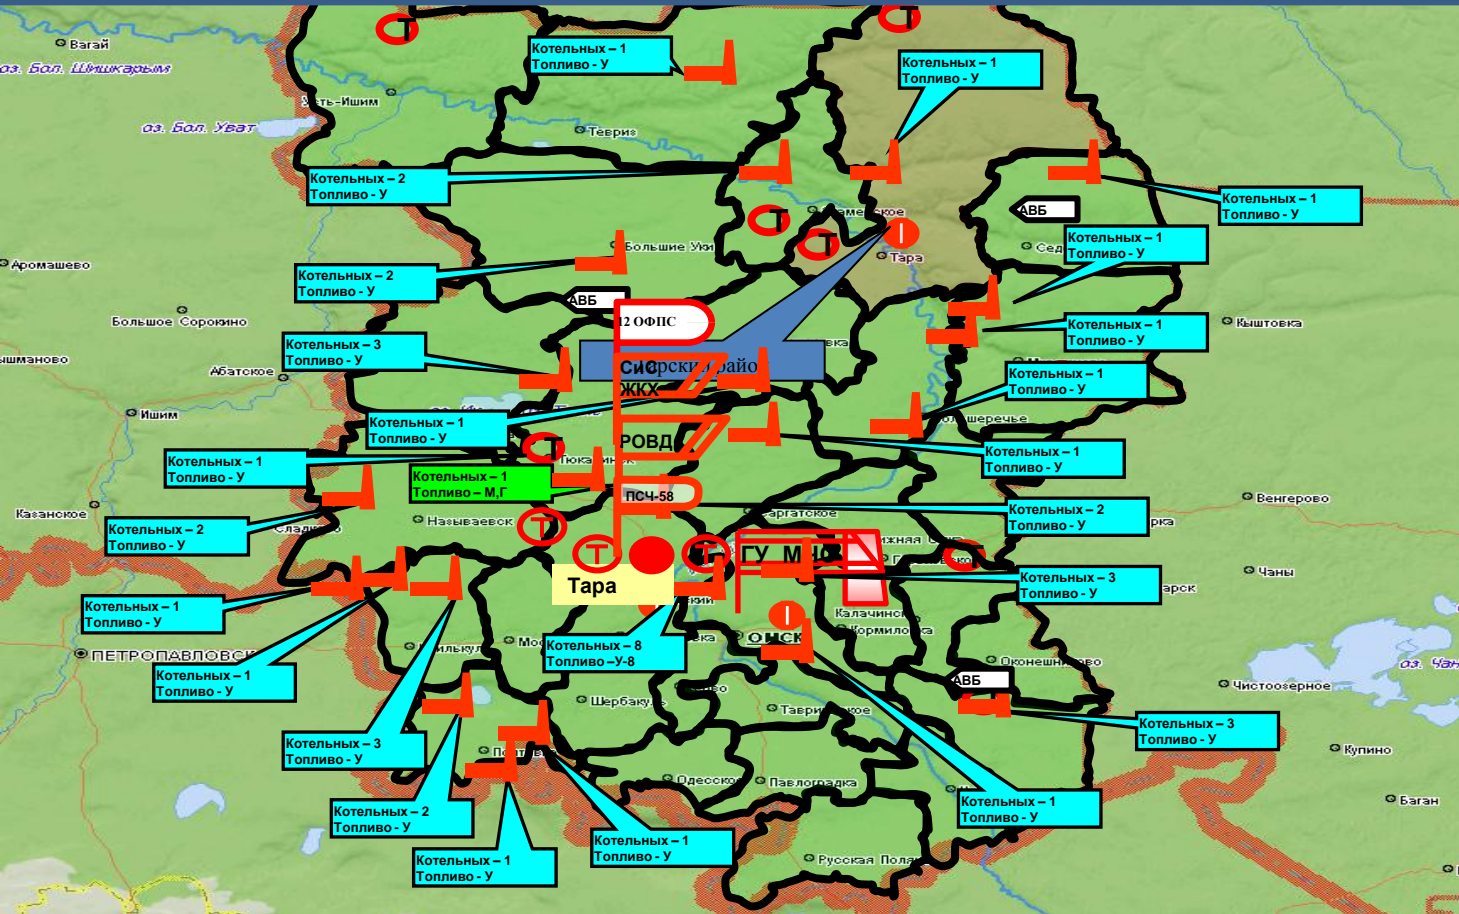 Вагай
оз. Бол. Шишкарым
Котельных – 1
Топливо - У
Котельных – 1
Топливо - У
Т
Т
Усть-Ишим
оз. Бол. Уват
Тевриз
Котельных – 2
Топливо - У
Котельных – 1
Топливо - У
АВБ
Т
Т
Большие Уки
Тара
Котельных – 1
Топливо - У
Аромашево
Котельных – 2
Топливо - У
АВБ
Большое Сорокино
12 ОФПС
Котельных – 1
Топливо - У
Кыштовка
Котельных – 3
Топливо - У
Абатское
СИС
ЖКХ
Котельных – 1
Топливо - У
Ишим
Котельных – 1
Топливо - У
РОВД
Котельных – 1
Топливо - У
Котельных – 1
Топливо - У
Т
Котельных – 1
Топливо – М,Г
ПСЧ-58
Венгерово
Казанское
Называевск
Котельных – 2
Топливо - У
Котельных – 2
Топливо - У
Т
Т
Т
ГУ МЧС
Т
Тара
Котельных – 3
Топливо - У
Чаны
Котельных – 1
Топливо - У
Калачинск
Кормиловка
ОМСК
Котельных – 8
Топливо –У-8
ПЕТРОПАВЛОВСК
Котельных – 1
Топливо - У
Оконешниково
АВБ
оз. Чан
Чистоозерное
Шербакуль
Таврическое
Котельных – 3
Топливо - У
Котельных – 3
Топливо - У
Купино
Одесское
Павлоградка
Котельных – 2
Топливо - У
Котельных – 1
Топливо - У
Баган
Котельных – 1
Топливо - У
Котельных – 1
Топливо - У
Русская Поляна